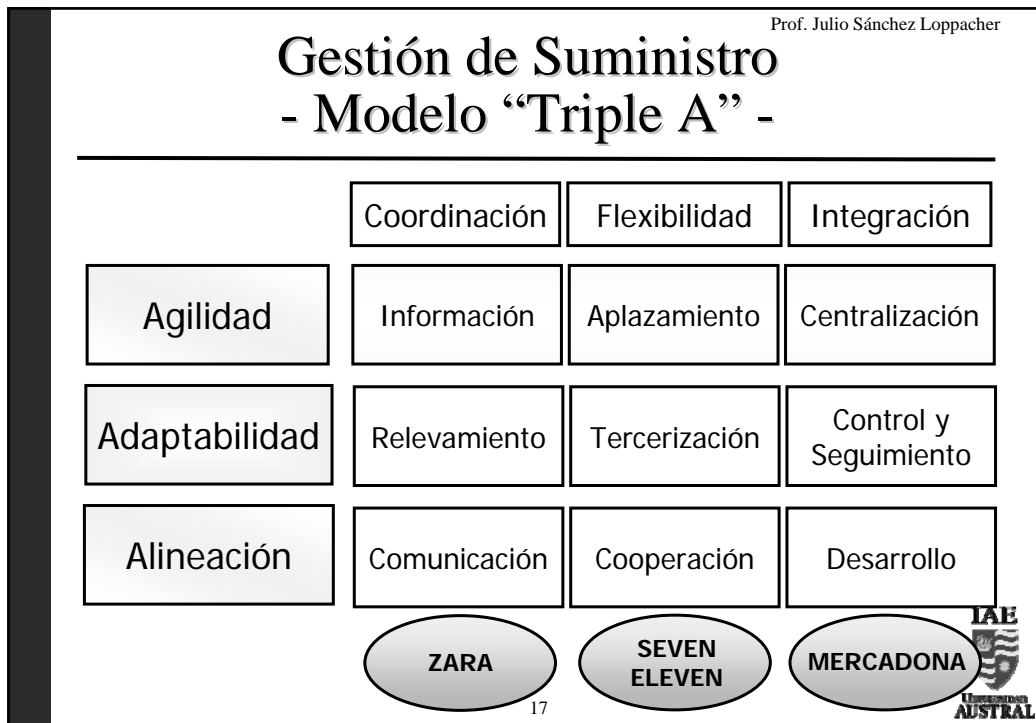 Prof. Julio Sánchez Loppacher
Gestión de Suministro
- Modelo “Triple A” -
Coordinación Flexibilidad Integración
Agilidad Información Aplazamiento Centralización
Adaptabilidad Relevamiento Tercerización Control y
Seguimiento
Alineación Comunicación Cooperación Desarrollo
ZARA SEVEN
ELEVEN MERCADONA
IAE
UNIVERSIDAD
AUSTRAL
17